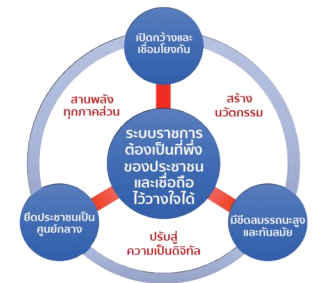 เปิดกว้างและ
เชื่อมโยงกัน
สานพลัง
ทุกภาคส่วน
สร้าง
นวัตกรรม
ระบบราชการ
ต้องเป็นที่พึ่ง
ของประชาชน
และเชื่อถือ
ไว้วางใจได้
ยึดประชาชนเป็น
ศูนย์กลาง
มีขีดสมรรถนะสูง
และทันสมัย
ปรับสู่
ความเป็นดิจิทัล